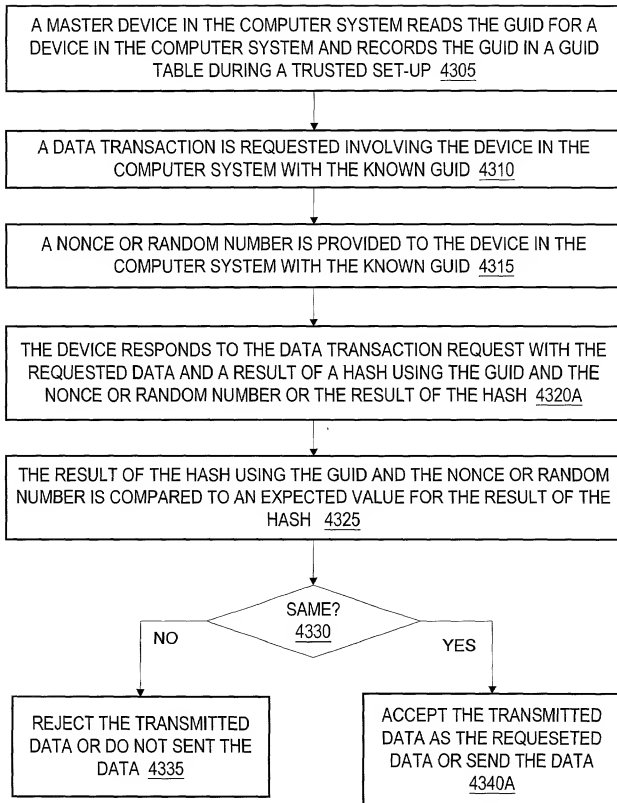 A MASTER DEVICE IN THE COMPUTER SYSTEM READS THE GUID FOR A
DEVICE IN THE COMPUTER SYSTEM AND RECORDS THE GUID IN A GUID
TABLE DURING A TRUSTED SET-UP 4305
A DATA TRANSACTION IS REQUESTED INVOLVING THE DEVICE IN THE
COMPUTER SYSTEM WITH THE KNOWN GUID 4310
A NONCE OR RANDOM NUMBER IS PROVIDED TO THE DEVICE IN THE
COMPUTER SYSTEM WITH THE KNOWN GUID 4315
THE DEVICE RESPONDS TO THE DATA TRANSACTION REQUEST WITH THE
REQUESTED DATA AND A RESULT OF A HASH USING THE GUID AND THE
NONCE OR RANDOM NUMBER OR THE RESULT OF THE HASH 4320A
THE RESULT OF THE HASH USING THE GUID AND THE NONCE OR RANDOM
NUMBER IS COMPARED TO AN EXPECTED VALUE FOR THE RESULT OF THE
HASH 4325
SAME?
4330
NO
YES
REJECT THE TRANSMITTED
DATA OR DO NOT SENT THE
DATA 4335
ACCEPT THE TRANSMITTED
DATA AS THE REQUESETED
DATA OR SEND THE DATA
4340A